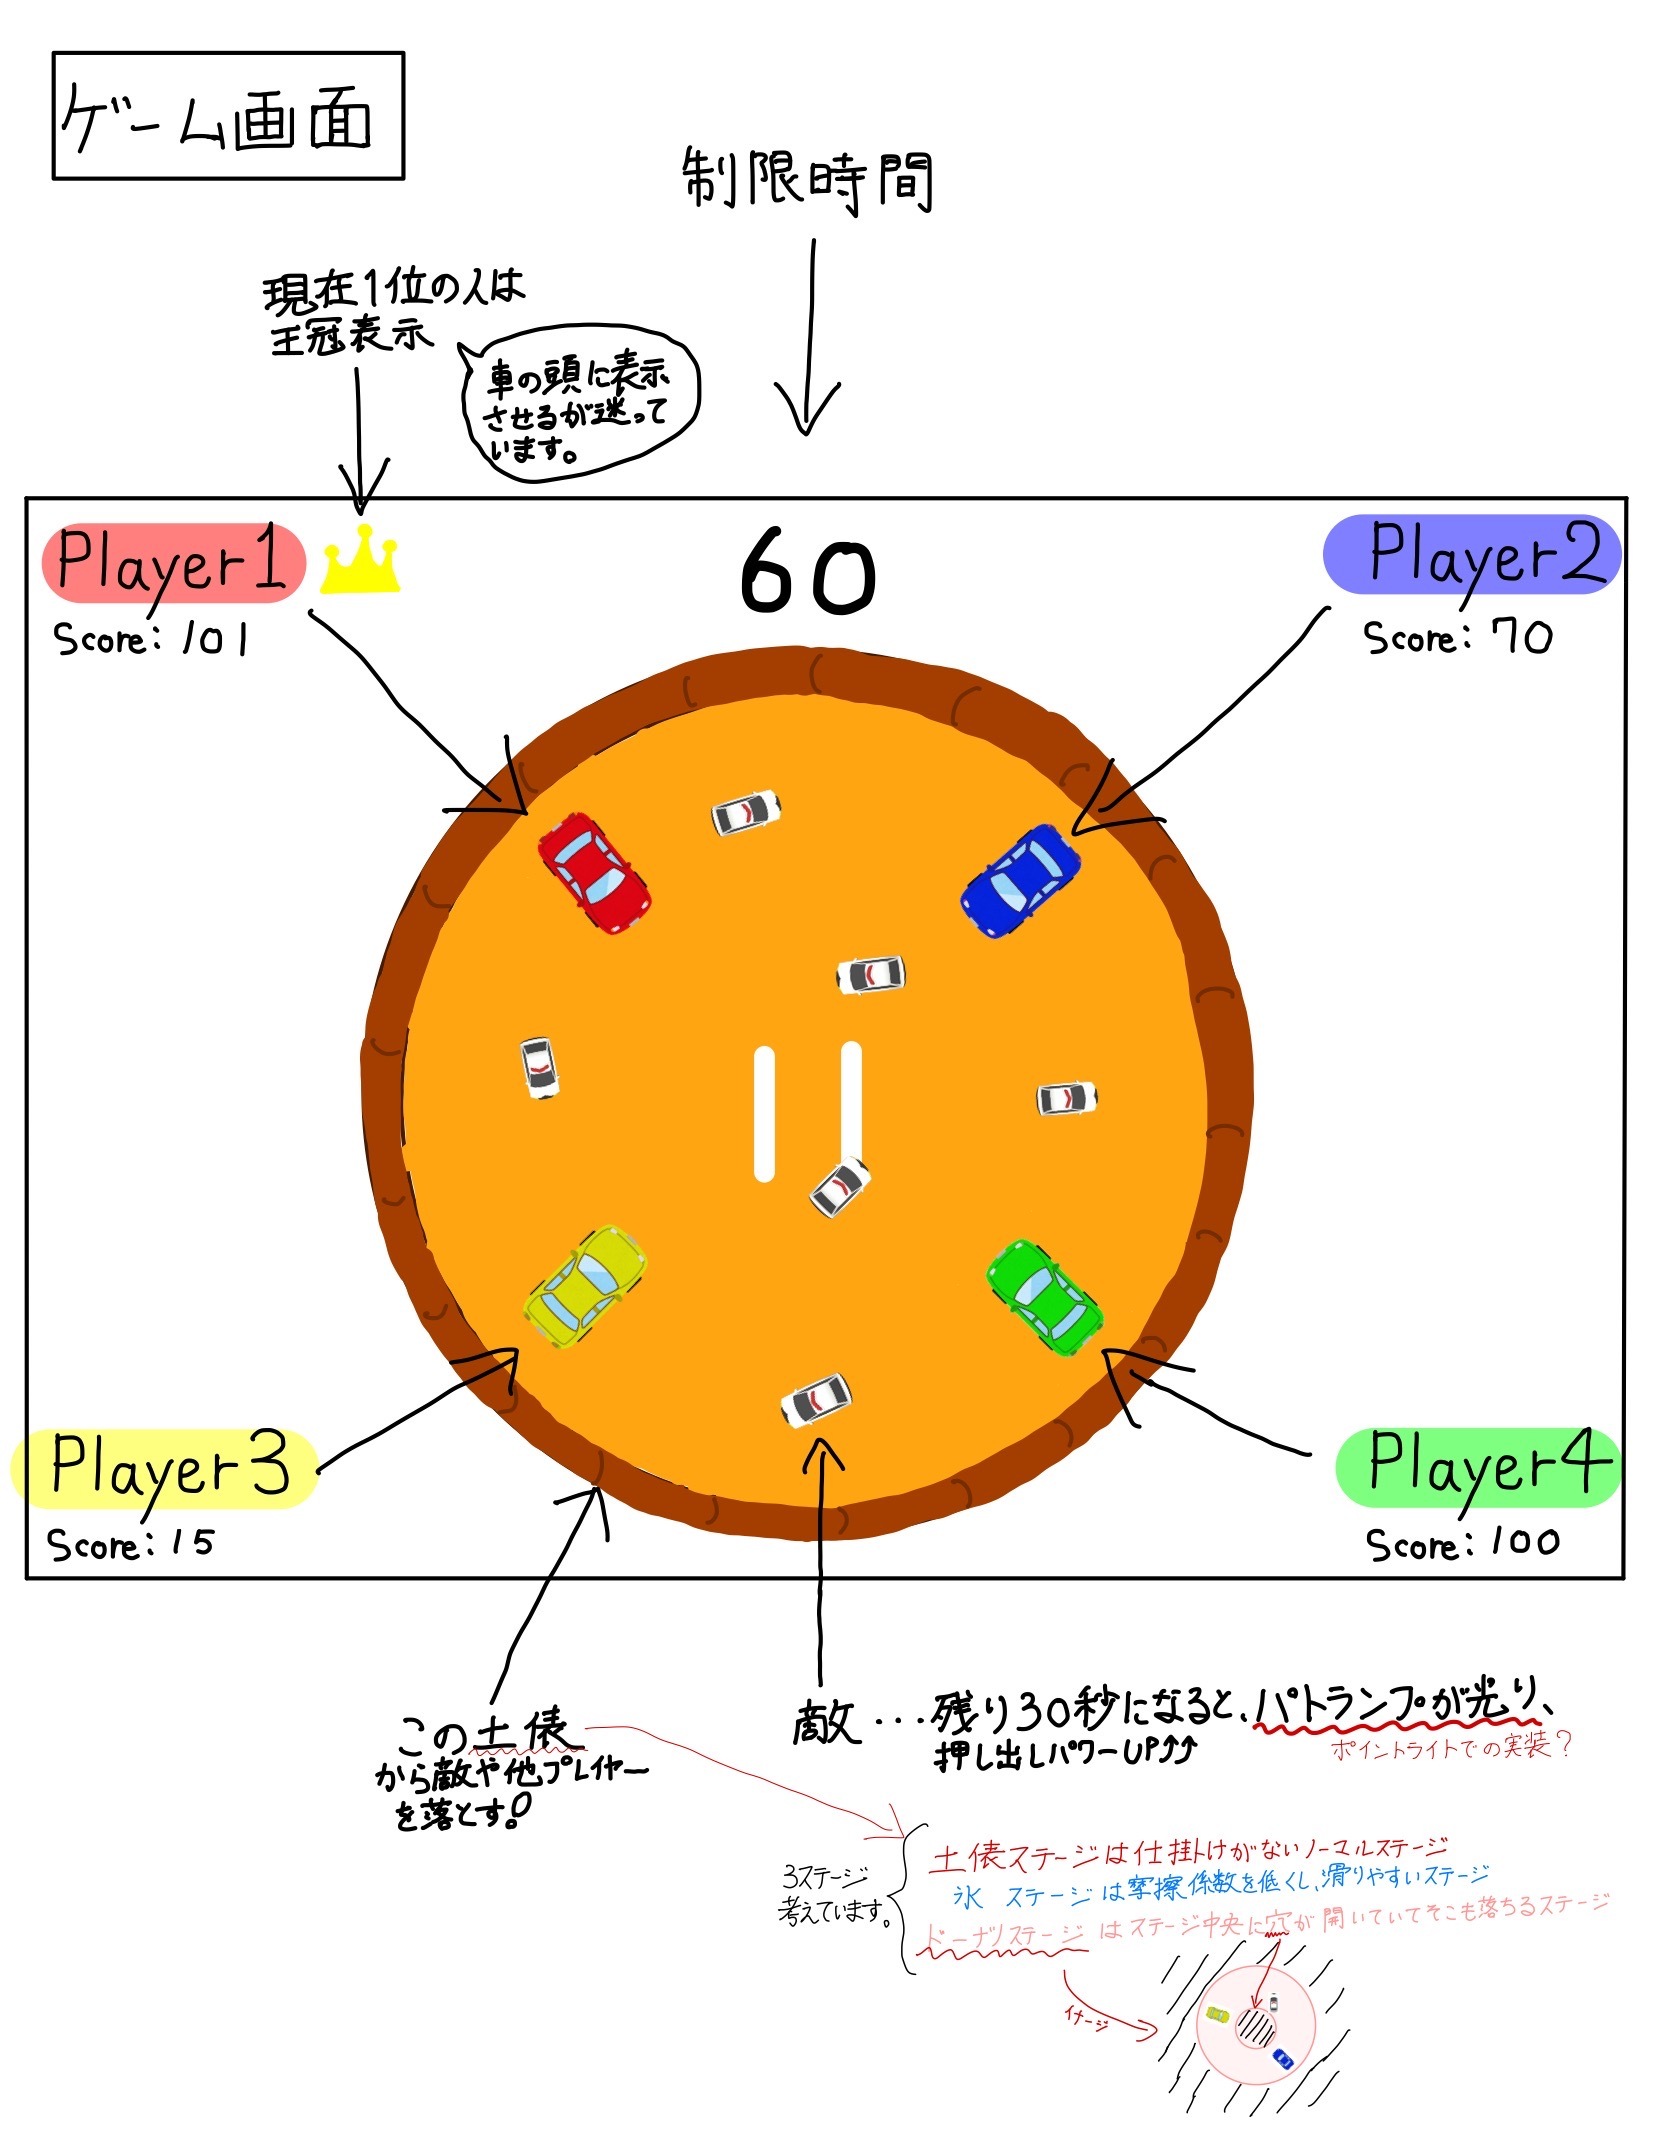 ゲーム画面
制限時間
現在1位の人は
王冠表示
車の頭に表示
させるか迷って
います。
Player1
Score: 101
60
Player2
Score: 70
Player3
Score: 15
Player4
Score: 100
この土俵
から敵や他プレイヤー
を落とす!
敵...残り30秒になると、パトランプが光り、
押し出しパワーUP↑↑
ポイントライトでの実装?
3ステージ
考えています。
土俵ステージは仕掛けがないノーマルステージ
氷 ステージは摩擦係数を低くし、滑りやすいステージ
ドーナツステージはステージ中央に穴が開いていてそこも落ちるステージ
イメージ